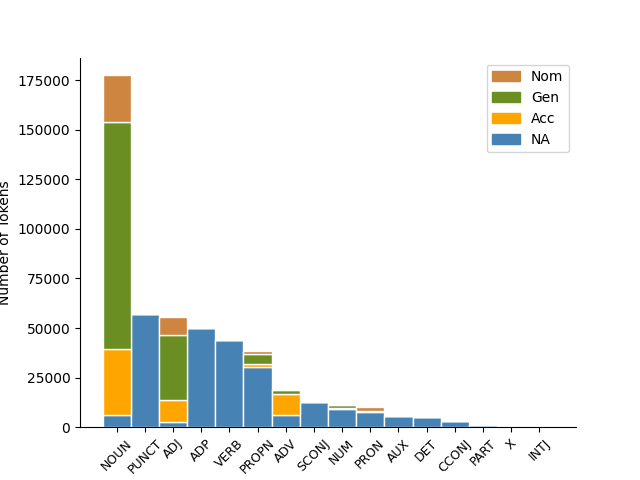 Nom
Gen
Acc
NA
175000
150000
125000
100000
75000
50000
25000
0
Number of Tokens
NOUN PUNCT ADJ ADP VERB PROPN ADV SCONJ NUM PRON AUX DET CCONJ PART X INTJ